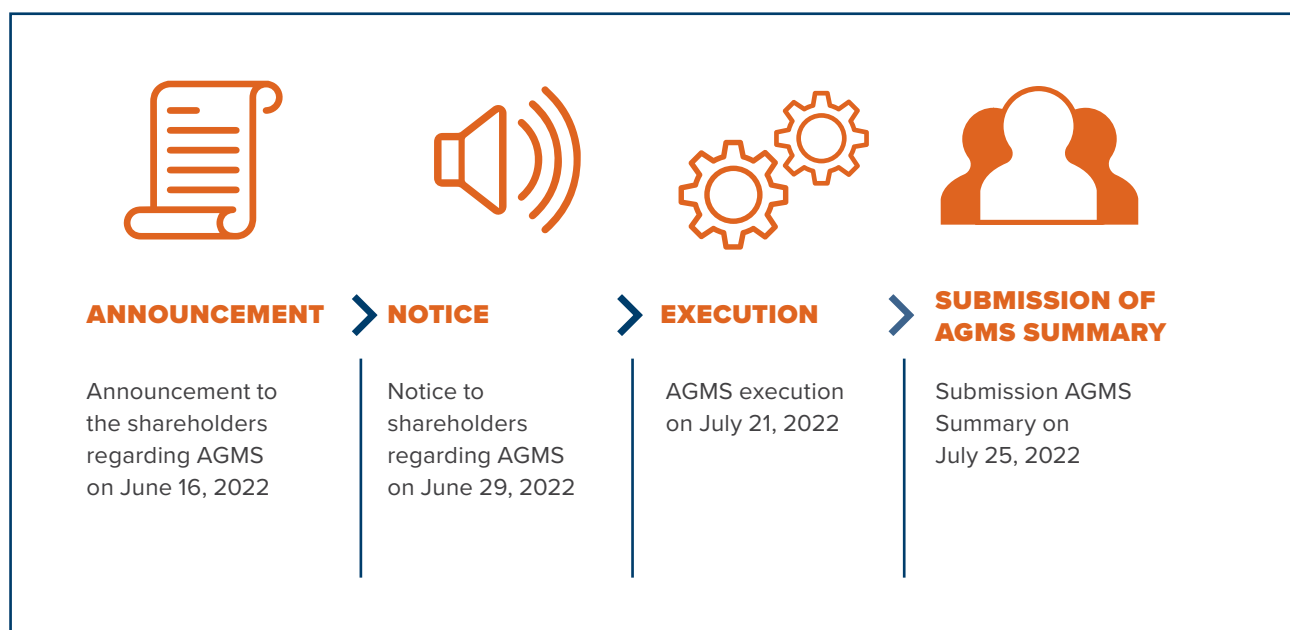 ANNOUNCEMENT
Announcement to
the shareholders
regarding AGMS
on June 16, 2022
NOTICE
Notice to
shareholders
regarding AGMS
on June 29, 2022
EXECUTION
AGMS execution
on July 21, 2022
SUBMISSION OF
AGMS SUMMARY
Submission AGMS
Summary on
July 25, 2022